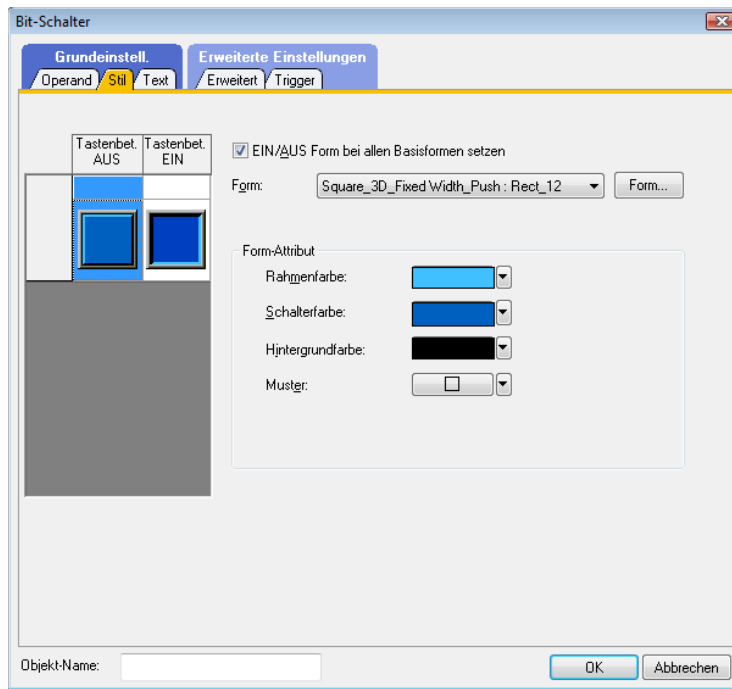 Bit-Schalter
Grundeinstell. Erweiterte Einstellungen
Operand Stil Text Erweitert Trigger
Tastenbet. AUS Tastenbet. EIN
EIN/AUS Form bei allen Basisformen setzen
Form: Square_3D_Fixed Width_Push : Rect_12 Form...
Form-Attribut
Rahmenfarbe:
Schalterfarbe:
Hintergrundfarbe:
Muster:
Objekt-Name: OK Abbrechen